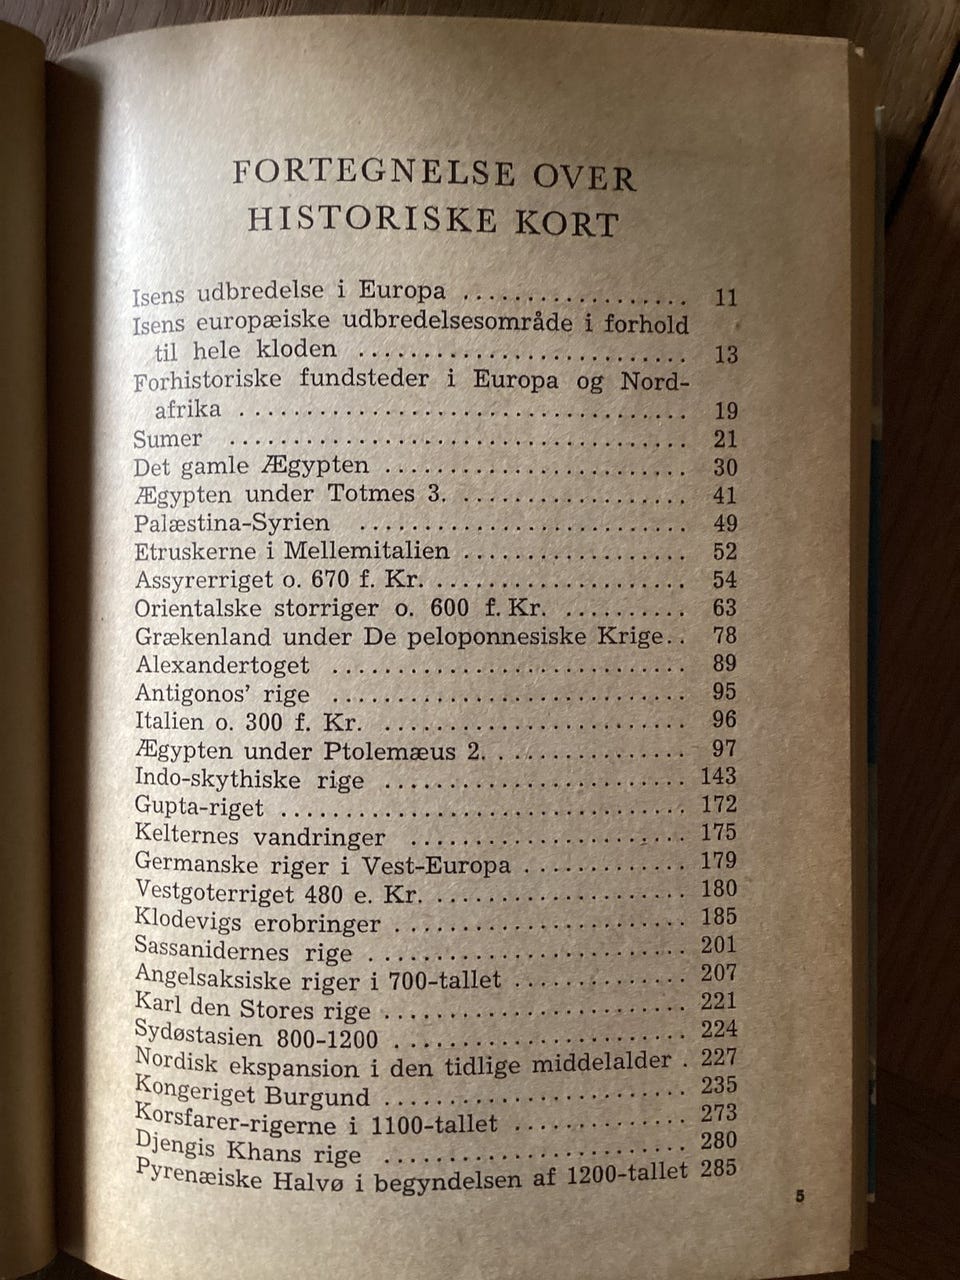 FORTEGNELSE OVER
HISTORISKE KORT
Isens udbredelse i Europa .................. 11
Isens europæiske udbredelsesområde i forhold
til hele kloden .......................... 13
Forhistoriske fundsteder i Europa og Nord-
afrika ................................... 19
Sumer .................................... 21
Det gamle Ægypten ........................ 30
Ægypten under Totmes 3. .................. 41
Palæstina-Syrien .......................... 49
Etruskerne i Mellemitalien .................. 52
Assyrerriget o. 670 f. Kr. .................... 54
Orientalske storriger o. 600 f. Kr. .......... 63
Grækenland under De peloponnesiske Krige.. 78
Alexandertoget ............................ 89
Antigonos' rige ............................ 95
Italien o. 300 f. Kr. ........................ 96
Ægypten under Ptolemæus 2. ................ 97
Indo-skythiske rige ........................ 143
Gupta-riget ................................ 172
Kelternes vandringer ...................... 175
Germanske riger i Vest-Europa ............. 179
Vestgoterriget 480 e. Kr. .................... 180
Klodevigs erobringer ....................... 185
Sassanidernes rige ......................... 201
Angelsaksiske riger i 700-tallet .............. 207
Karl den Stores rige ........................ 221
Sydøstasien 800-1200 ....................... 224
Nordisk ekspansion i den tidlige middelalder . 227
Kongeriget Burgund ........................ 235
Korsfarer-rigerne i 1100-tallet .............. 273
Djengis Khans rige ........................ 280
Pyrenæiske Halvø i begyndelsen af 1200-tallet 285
5